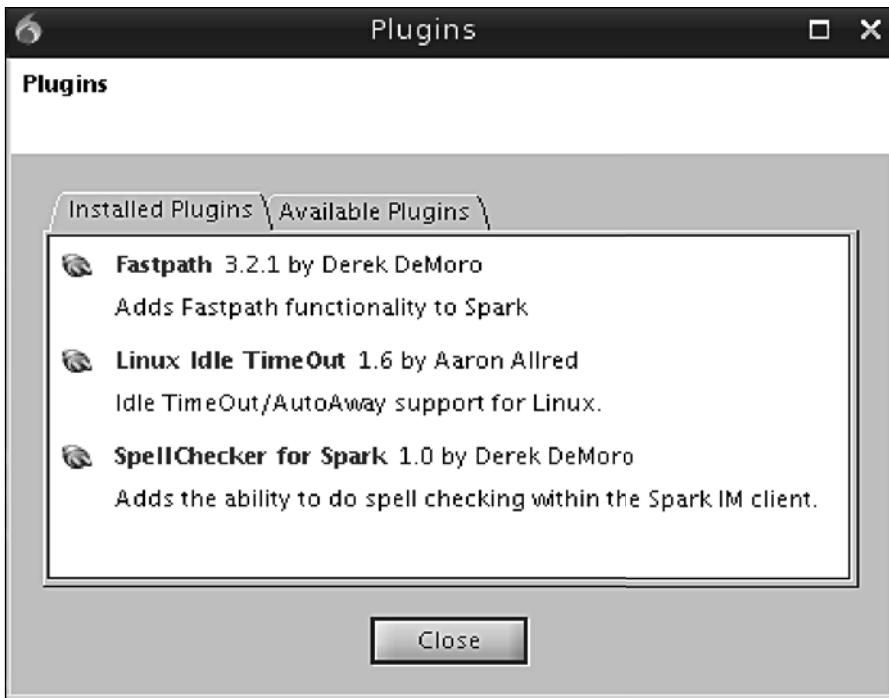 Plugins
Plugins
Installed Plugins Available Plugins
Fastpath 3.2.1 by Derek DeMoro
Adds Fastpath functionality to Spark
Linux Idle TimeOut 1.6 by Aaron Allred
Idle TimeOut/AutoAway support for Linux.
SpellChecker for Spark 1.0 by Derek DeMoro
Adds the ability to do spell checking within the Spark IM client.
Close